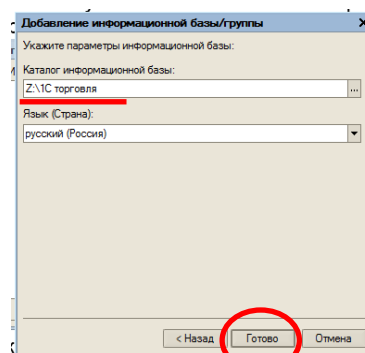 Добавление информационной базы/группы
Укажите параметры информационной базы:
Каталог информационной базы:
Z:\1С торговля
...
Язык (Страна):
русский (Россия)
< Назад Готово Отмена